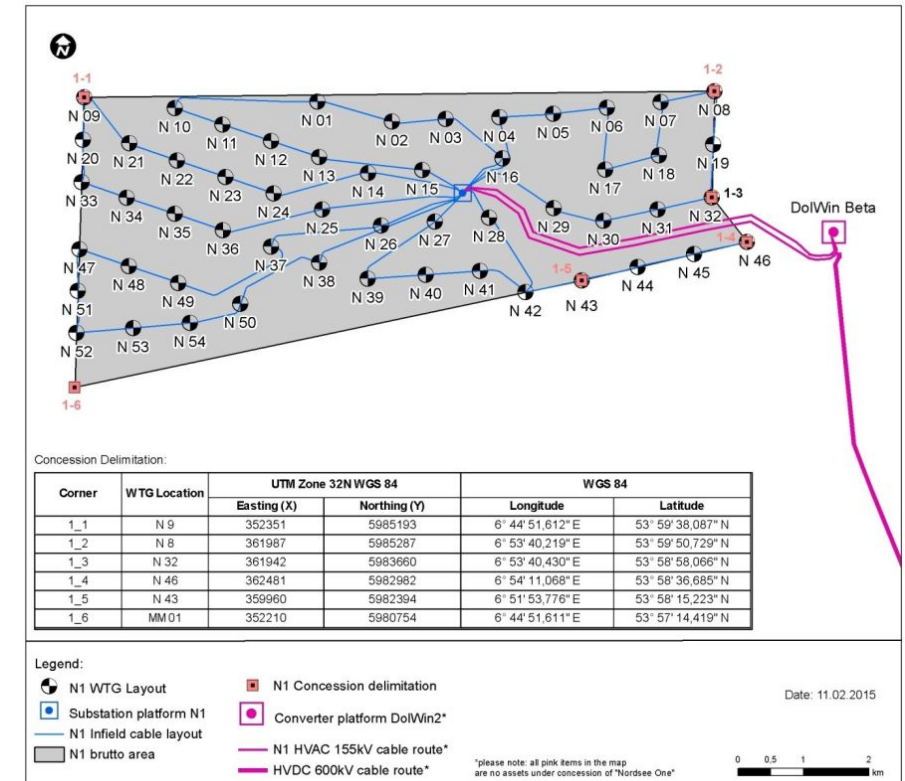 N
1-1
1-2
N 09
N 10
N 01
N 02
N 03
N 04
N 05
N 06
N 07
N 08
N 20
N 21
N 11
N 12
N 13
N 14
N 15
N 16
N 17
N 18
N 19
N 33
N 22
N 23
N 24
N 34
N 35
N 36
N 25
N 26
N 27
N 28
N 29
N 30
N 31
N 32
1-3
DolWin Beta
1-4
N 46
N 47
N 48
N 49
N 37
N 38
N 39
N 40
N 41
N 42
1-5
N 43
N 44
N 45
N 51
N 50
N 52
N 53
N 54
1-6
Concession Delimitation:
Corner WTG Location UTM Zone 32N WGS 84 WGS 84
Easting (X) Northing (Y) Longitude Latitude
1_1 N 9 352351 5985193 6° 44' 51,612" E 53° 59' 38,087" N
1_2 N 8 361987 5985287 6° 53' 40,219" E 53° 59' 50,729" N
1_3 N 32 361942 5983660 6° 53' 40,430" E 53° 58' 58,066" N
1_4 N 46 362481 5982982 6° 54' 11,068" E 53° 58' 36,685" N
1_5 N 43 359960 5982394 6° 51' 53,776" E 53° 58' 15,223" N
1_6 MM01 352210 5980754 6° 44' 51,611" E 53° 57' 14,419" N
Legend:
N1 WTG Layout
Substation platform N1
N1 Infield cable layout
N1 brutto area
N1 Concession delimitation
Converter platform DolWin2*
N1 HVAC 155kV cable route*
HVDC 600kV cable route*
*please note: all pink items in the map
are no assets under concession of "Nordsee One"
Date: 11.02.2015
0 0,5 1 2
km